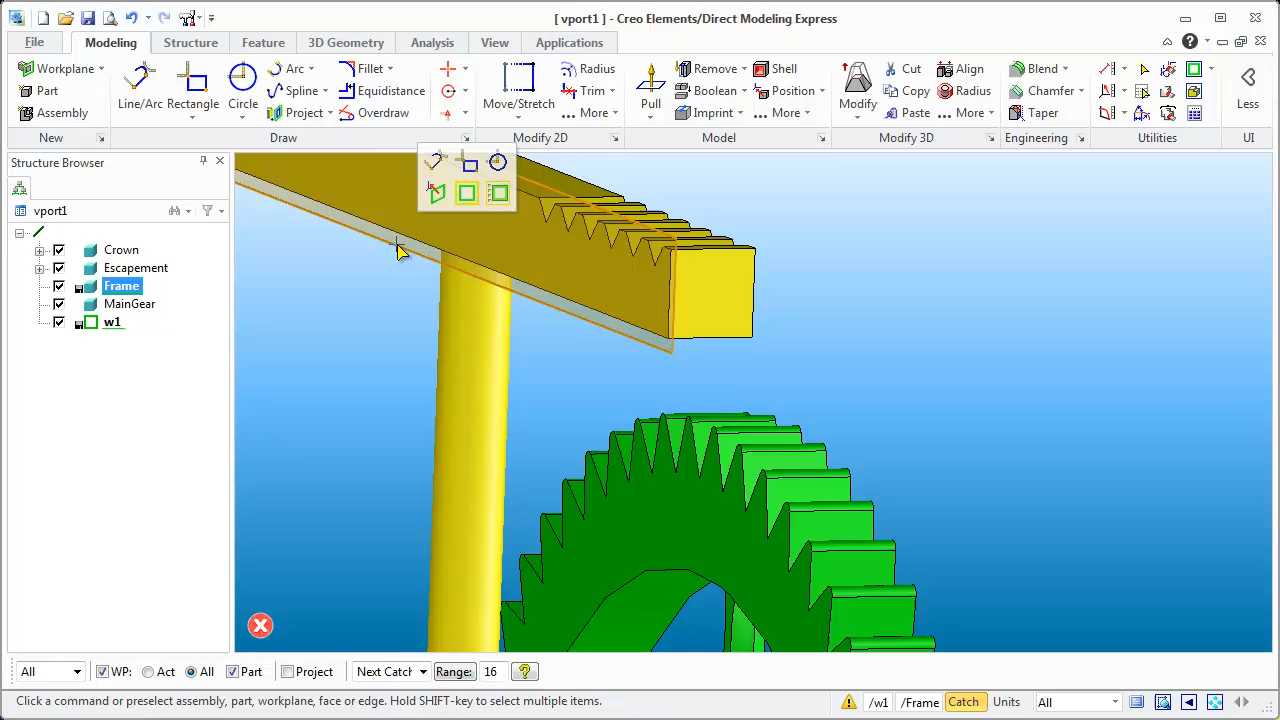 [ vport1 ] - Creo Elements/Direct Modeling Express
File Modeling Structure Feature 3D Geometry Analysis View Applications
Workplane Part Assembly
Line/Arc Rectangle Circle
Arc Spline Project
Fillet Equidistance Overdraw
Move/Stretch
Radius Trim More
Pull
Remove Boolean Imprint
Shell Position More
Modify
Cut Copy Paste
Align Radius More
Blend Chamfer Taper
Less
New Draw Modify 2D Model Modify 3D Engineering Utilities UI
Structure Browser
vport1
Crown
Escapement
Frame
MainGear
w1
All WP: Act All Part Project Next Catch Range: 16
Click a command or preselect assembly, part, workplane, face or edge. Hold SHIFT-key to select multiple items. /w1 /Frame Catch Units All